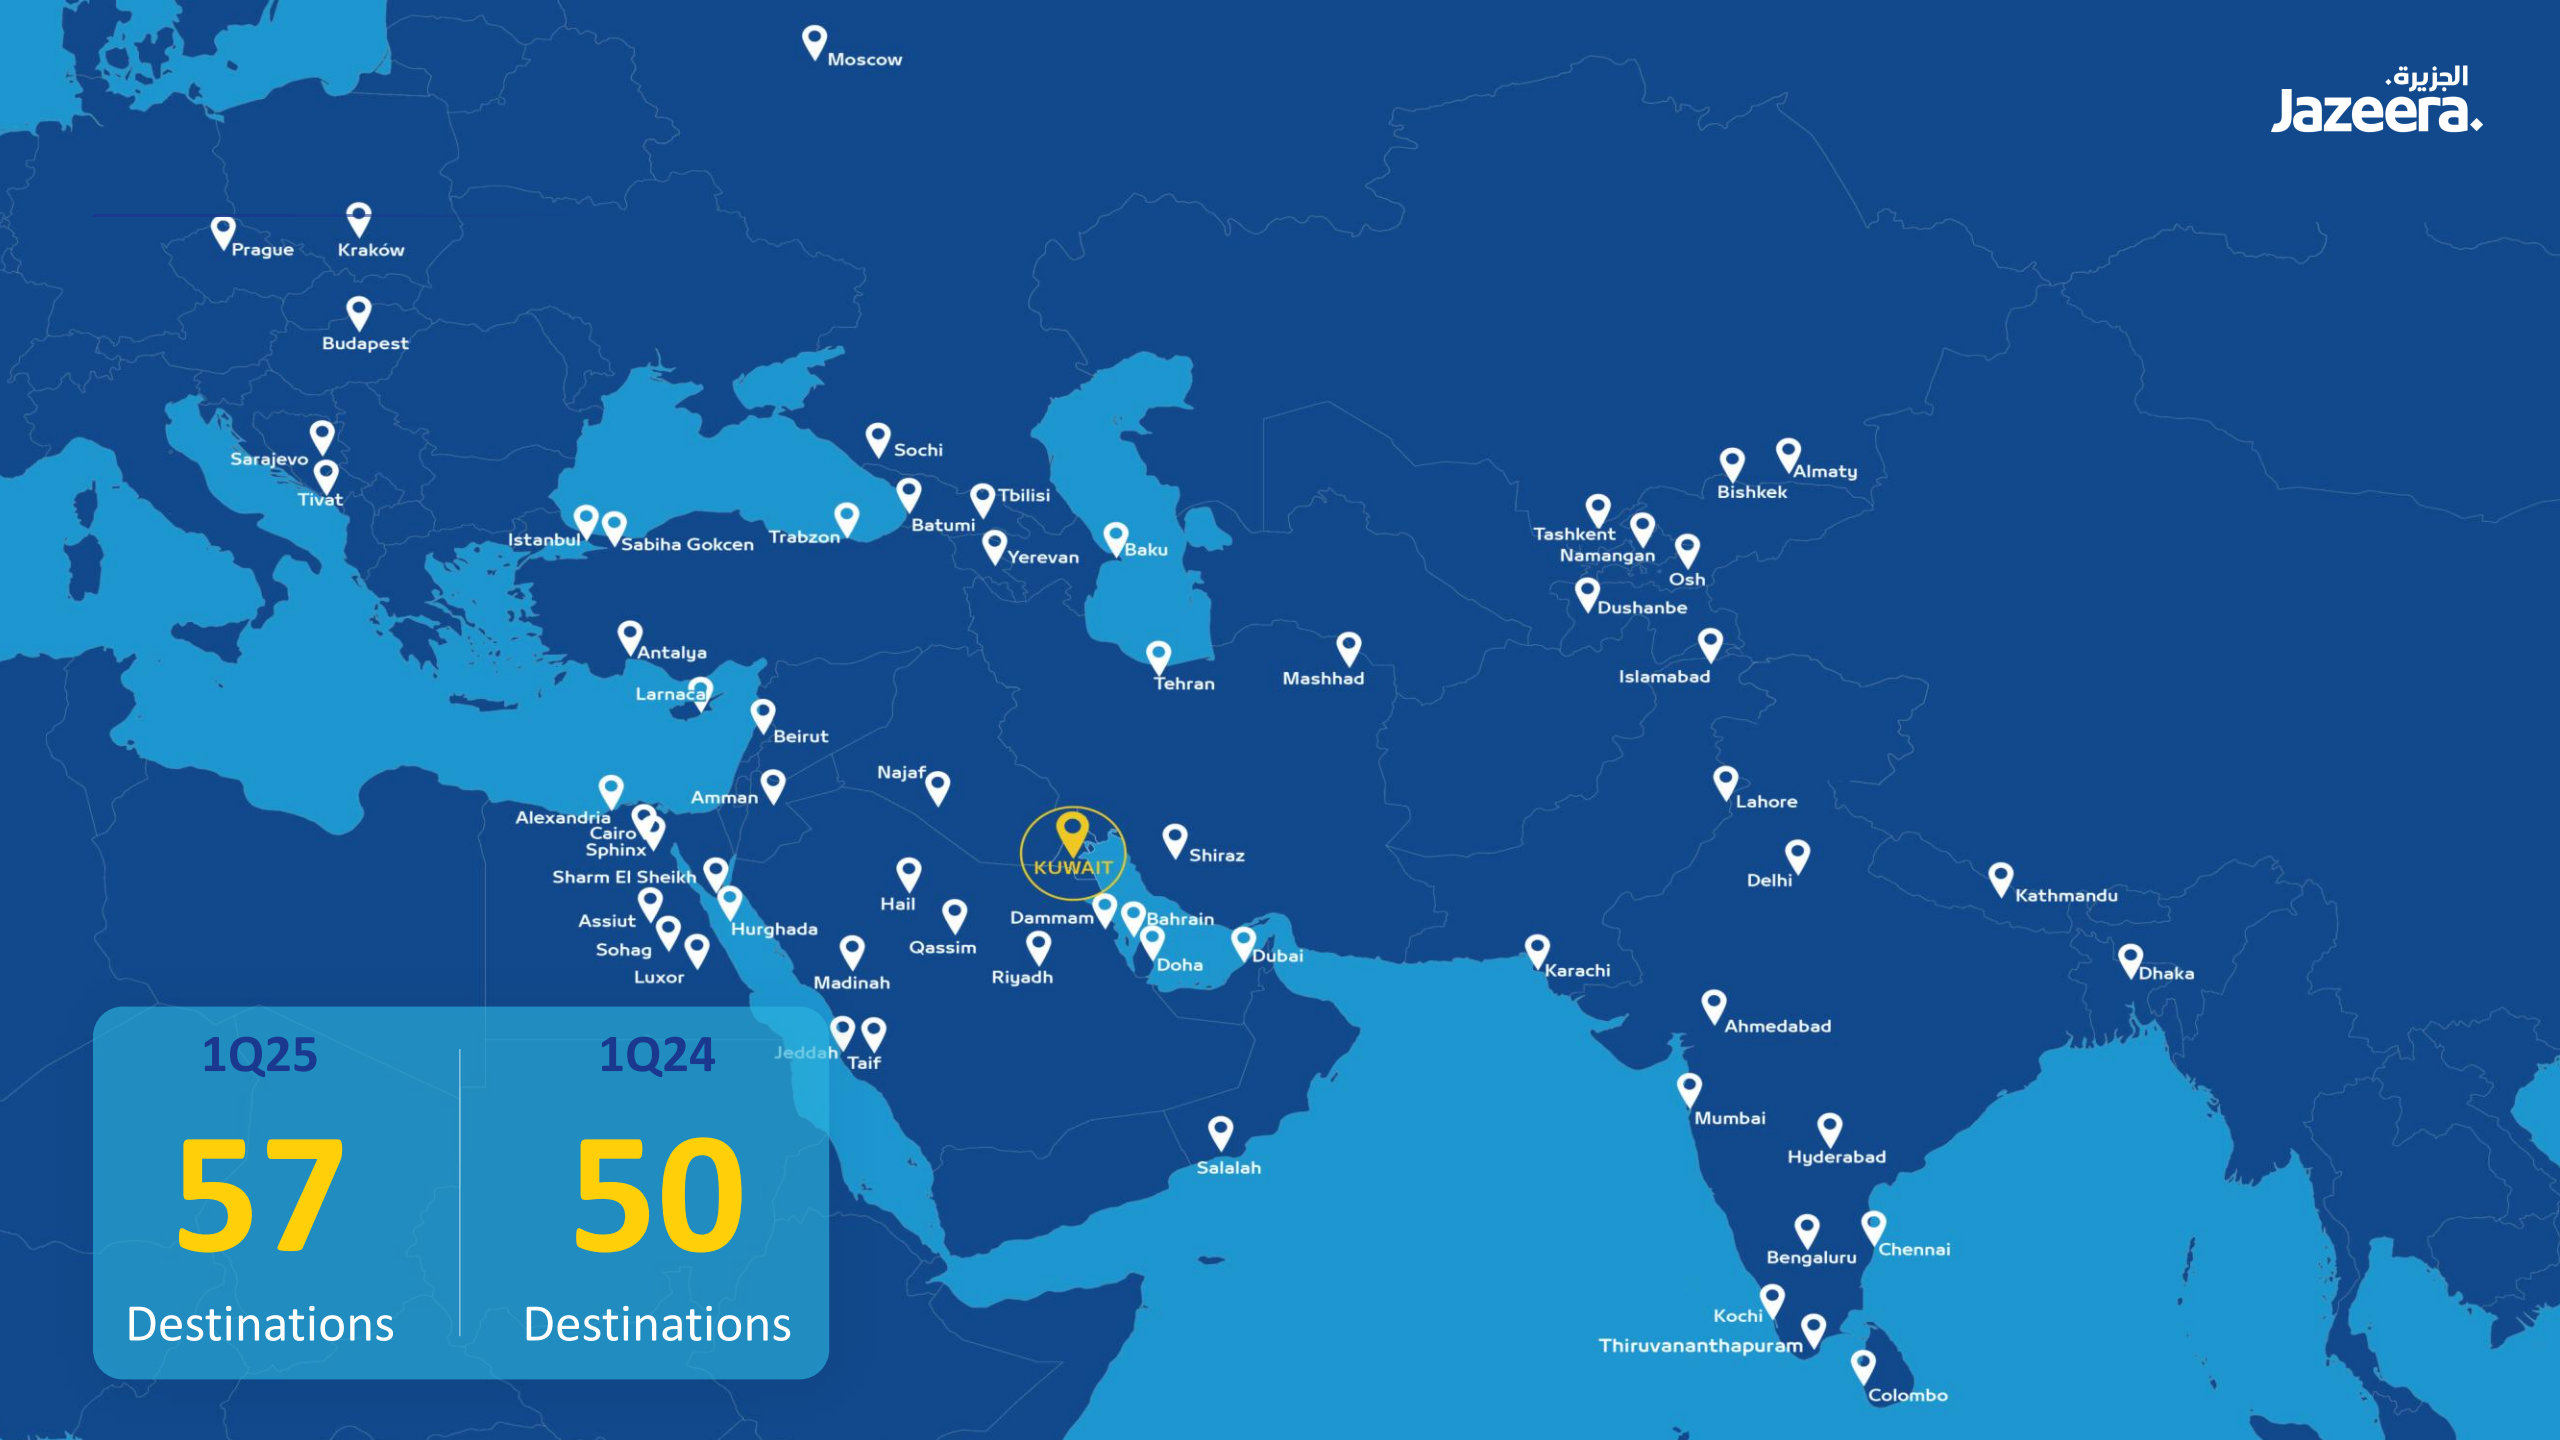 Moscow
الجزيرة.
Jazeera.
Prague
Kraków
Budapest
Sarajevo
Tivat
Sochi
Tbilisi
Batumi
Trabzon
Istanbul
Sabiha Gokcen
Yerevan
Baku
Almaty
Bishkek
Tashkent
Namangan
Osh
Dushanbe
Islamabad
Antalya
Larnaca
Tehran
Mashhad
Beirut
Najaf
Amman
Lahore
Alexandria
Cairo
Sphinx
KUWAIT
Shiraz
Sharm El Sheikh
Delhi
Kathmandu
Hail
Assiut
Hurghada
Dammam
Bahrain
Sohag
Qassim
Luxor
Madinah
Riyadh
Doha
Dubai
Karachi
Dhaka
Ahmedabad
Jeddah
Taif
Mumbai
Hyderabad
Salalah
Bengaluru
Chennai
Kochi
Thiruvananthapuram
Colombo
1Q25
57
Destinations
1Q24
50
Destinations